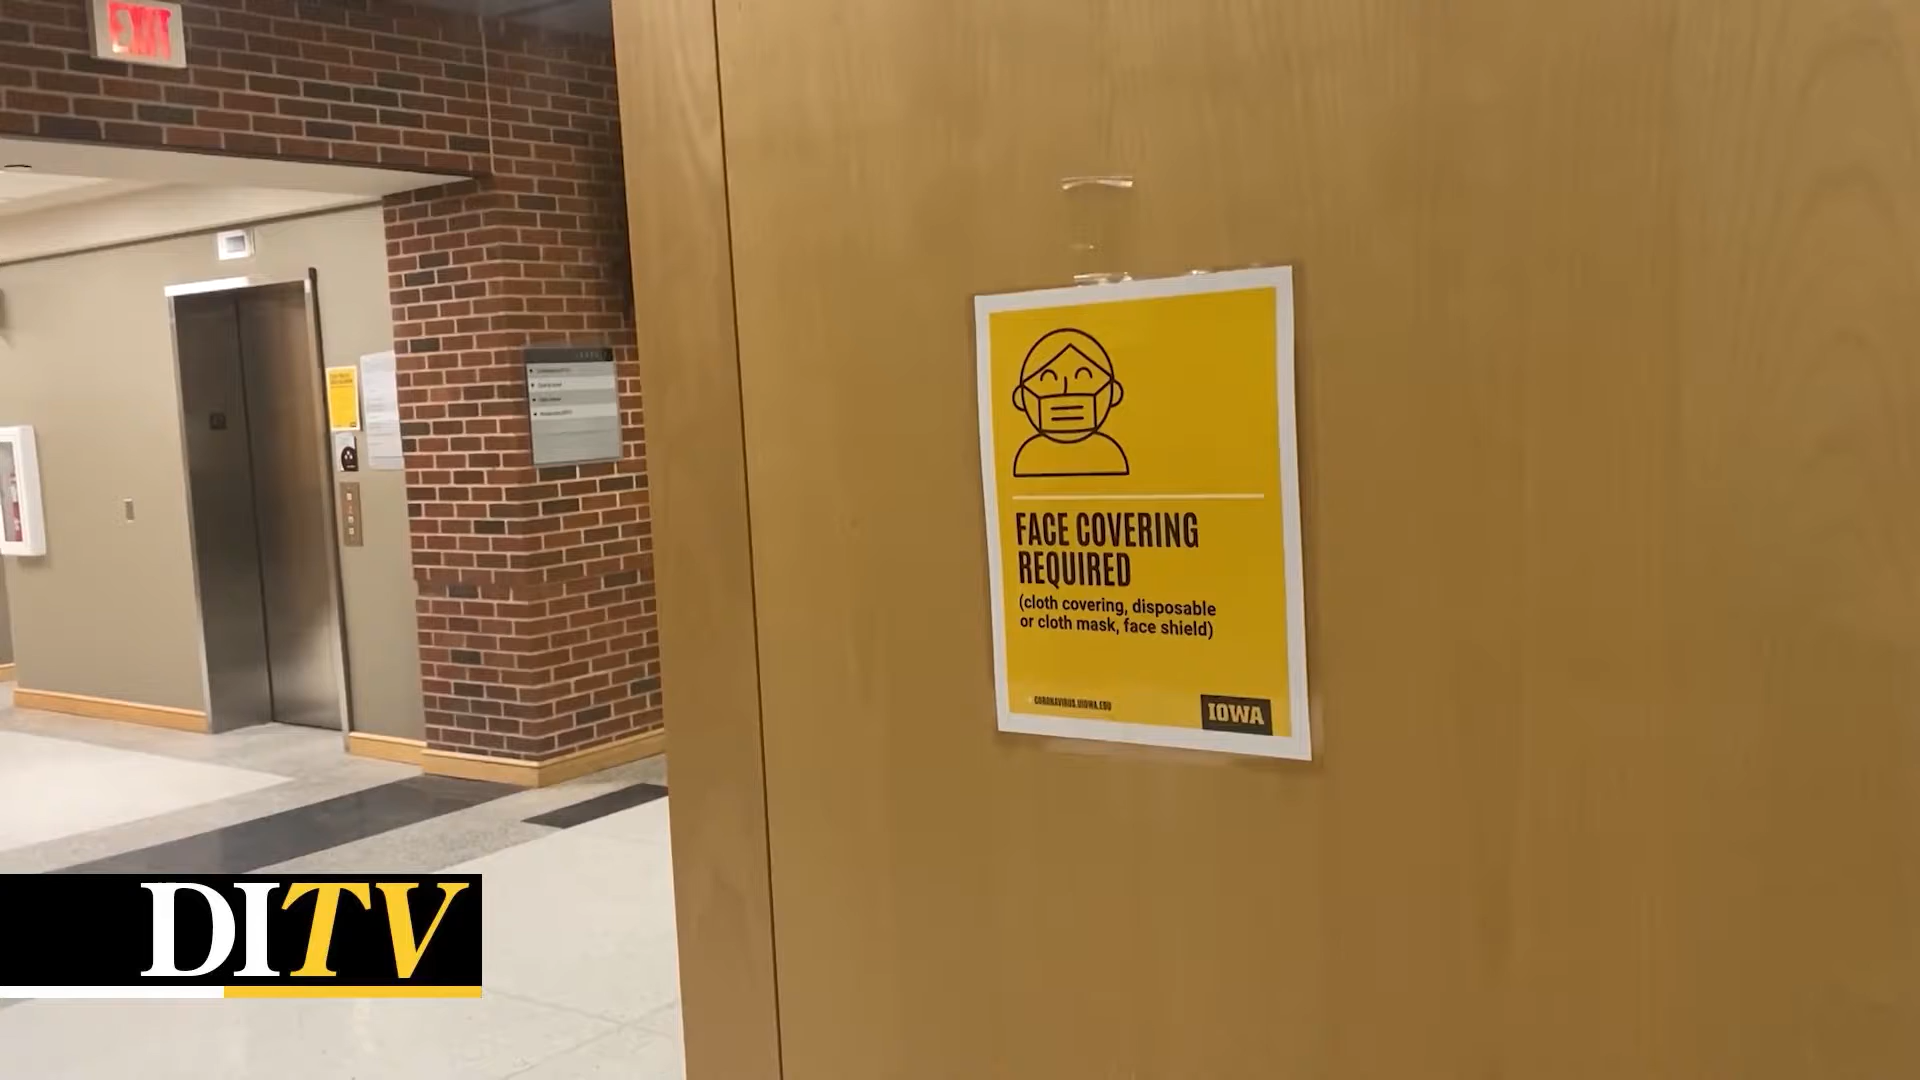 EXIT
FACE COVERING
REQUIRED
(cloth covering, disposable
or cloth mask, face shield)
CORONAVIRUS.UIOWA.EDU
IOWA
DITV